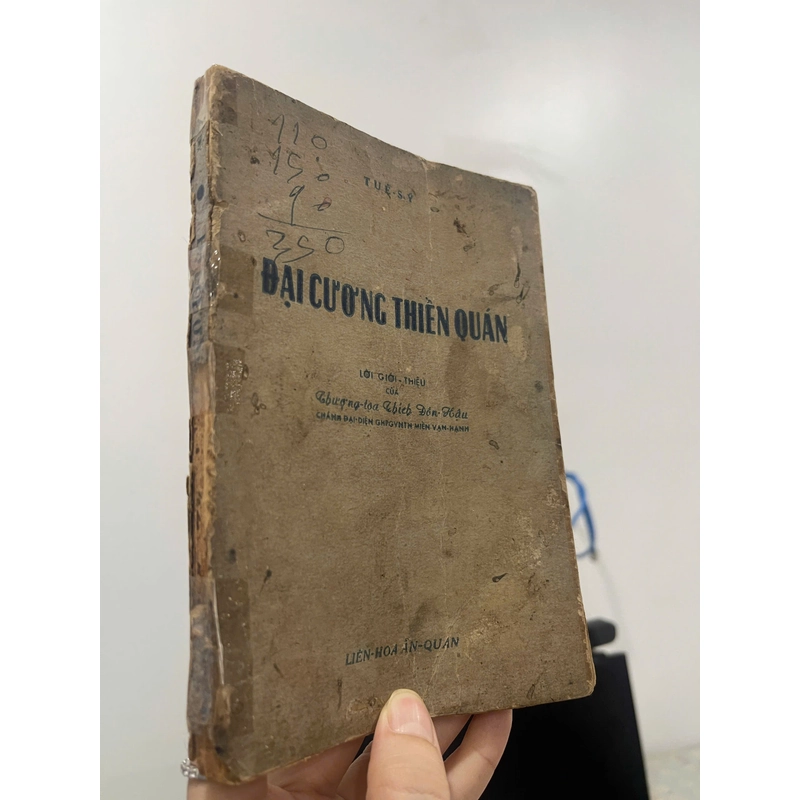 110
150
90
350
TUỆ-SỸ
ĐẠI CƯƠNG THIỀN QUÁN
LỜI GIỚI-THIỆU
CỦA
Thượng-tọa Thích Đôn-Hậu
CHÁNH ĐẠI-DIỆN GHPGVNTN MIỀN VẠN-HẠNH
LIÊN-HOA ẤN-QUÁN